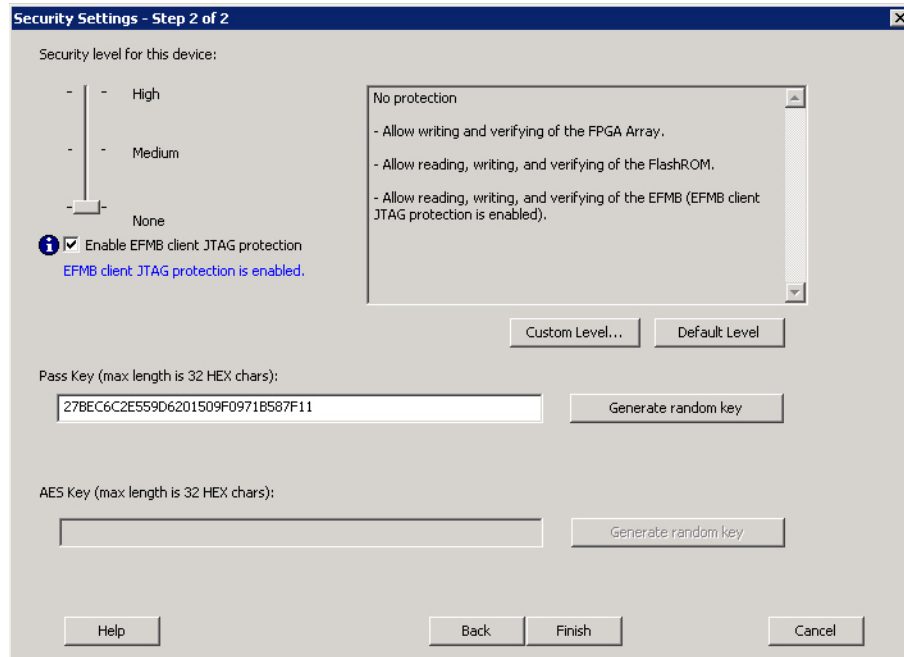 Security Settings - Step 2 of 2
Security level for this device:
High
Medium
None
Enable EFMB client JTAG protection
EFMB client JTAG protection is enabled.
No protection
- Allow writing and verifying of the FPGA Array.
- Allow reading, writing, and verifying of the FlashROM.
- Allow reading, writing, and verifying of the EFMB (EFMB client
JTAG protection is enabled).
Custom Level...
Default Level
Pass Key (max length is 32 HEX chars):
27BEC6C2E559D6201509F0971B587F11
Generate random key
AES Key (max length is 32 HEX chars):
Generate random key
Help
Back
Finish
Cancel